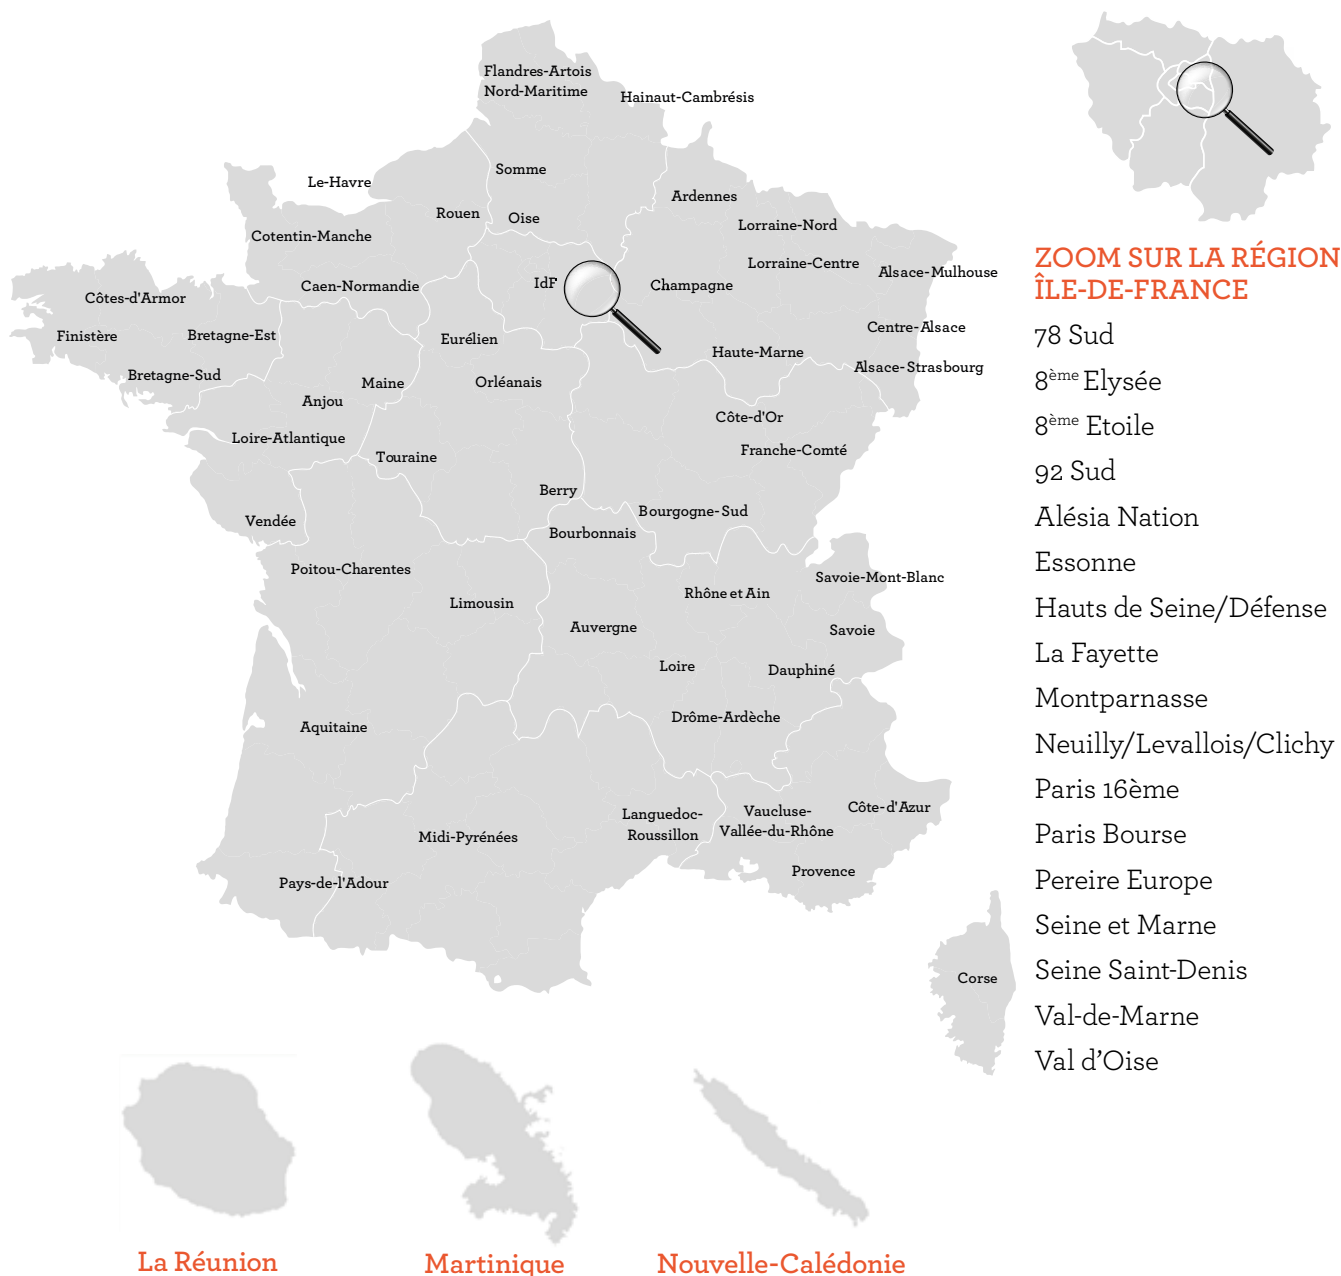 Flandres-Artois
Nord-Maritime
Hainaut-Cambrésis
Somme
Le-Havre
Ardennes
Rouen
Oise
Lorraine-Nord
Cotentin-Manche
Lorraine-Centre
Alsace-Mulhouse
IdF
Champagne
Caen-Normandie
Côtes-d'Armor
Centre-Alsace
Finistère
Bretagne-Est
Eurélien
Haute-Marne
Alsace-Strasbourg
Bretagne-Sud
Maine
Orléanais
Anjou
Côte-d'Or
Loire-Atlantique
Franche-Comté
Touraine
Berry
Bourgogne-Sud
Vendée
Bourbonnais
Poitou-Charentes
Savoie-Mont-Blanc
Rhône et Ain
Limousin
Auvergne
Savoie
Loire
Dauphiné
Drôme-Ardèche
Aquitaine
Côte-d'Azur
Languedoc-
Roussillon
Vaucluse-
Vallée-du-Rhône
Midi-Pyrénées
Provence
Pays-de-l'Adour
Corse
ZOOM SUR LA RÉGION
ÎLE-DE-FRANCE
78 Sud
8ème Elysée
8ème Etoile
92 Sud
Alésia Nation
Essonne
Hauts de Seine/Défense
La Fayette
Montparnasse
Neuilly/Levallois/Clichy
Paris 16ème
Paris Bourse
Pereire Europe
Seine et Marne
Seine Saint-Denis
Val-de-Marne
Val d’Oise
La Réunion
Martinique
Nouvelle-Calédonie